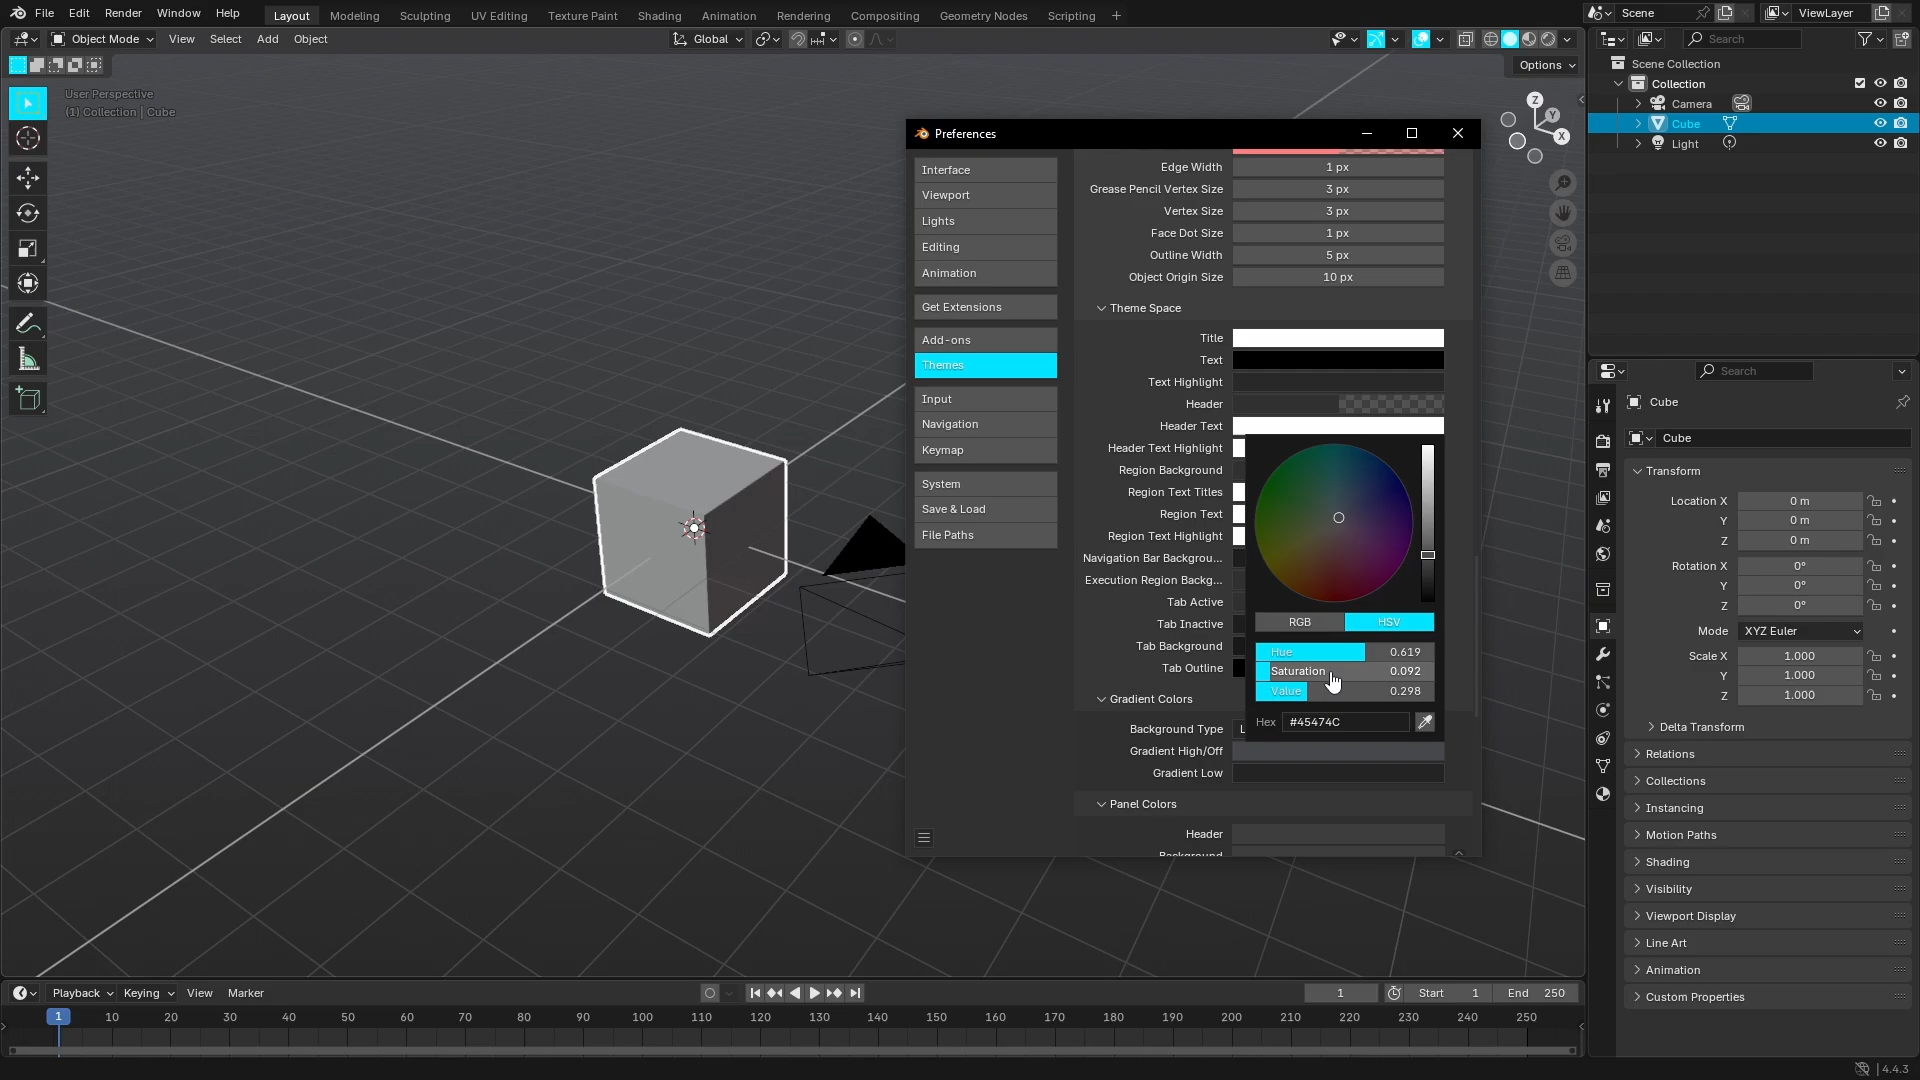 File Edit Render Window Help Layout Modeling Sculpting UV Editing Texture Paint Shading Animation Rendering Compositing Geometry Nodes Scripting + Scene ViewLayer
Object Mode View Select Add Object Global Search
Options
User Perspective
(1) Collection | Cube
Z
Y
X
Scene Collection
Collection
Camera
Cube
Light
Preferences
Interface
Viewport
Lights
Editing
Animation
Get Extensions
Add-ons
Themes
Input
Navigation
Keymap
System
Save & Load
File Paths
Edge Width 1 px
Grease Pencil Vertex Size 3 px
Vertex Size 3 px
Face Dot Size 1 px
Outline Width 5 px
Object Origin Size 10 px
Theme Space
Title
Text
Text Highlight
Header
Header Text
Header Text Highlight
Region Background
Region Text Titles
Region Text
Region Text Highlight
Navigation Bar Backgrou...
Execution Region Backg...
Tab Active
Tab Inactive
Tab Background
Tab Outline
RGB HSV
Hue 0.619
Saturation 0.092
Value 0.298
Hex #45474C
Gradient Colors
Background Type
Gradient High/Off
Gradient Low
Panel Colors
Header
Background
Search
Cube
Cube
Transform
Location X 0 m
Y 0 m
Z 0 m
Rotation X 0°
Y 0°
Z 0°
Mode XYZ Euler
Scale X 1.000
Y 1.000
Z 1.000
Delta Transform
Relations
Collections
Instancing
Motion Paths
Shading
Visibility
Viewport Display
Line Art
Animation
Custom Properties
Playback Keying View Marker 1 Start 1 End 250
1 10 20 30 40 50 60 70 80 90 100 110 120 130 140 150 160 170 180 190 200 210 220 230 240 250
4.4.3